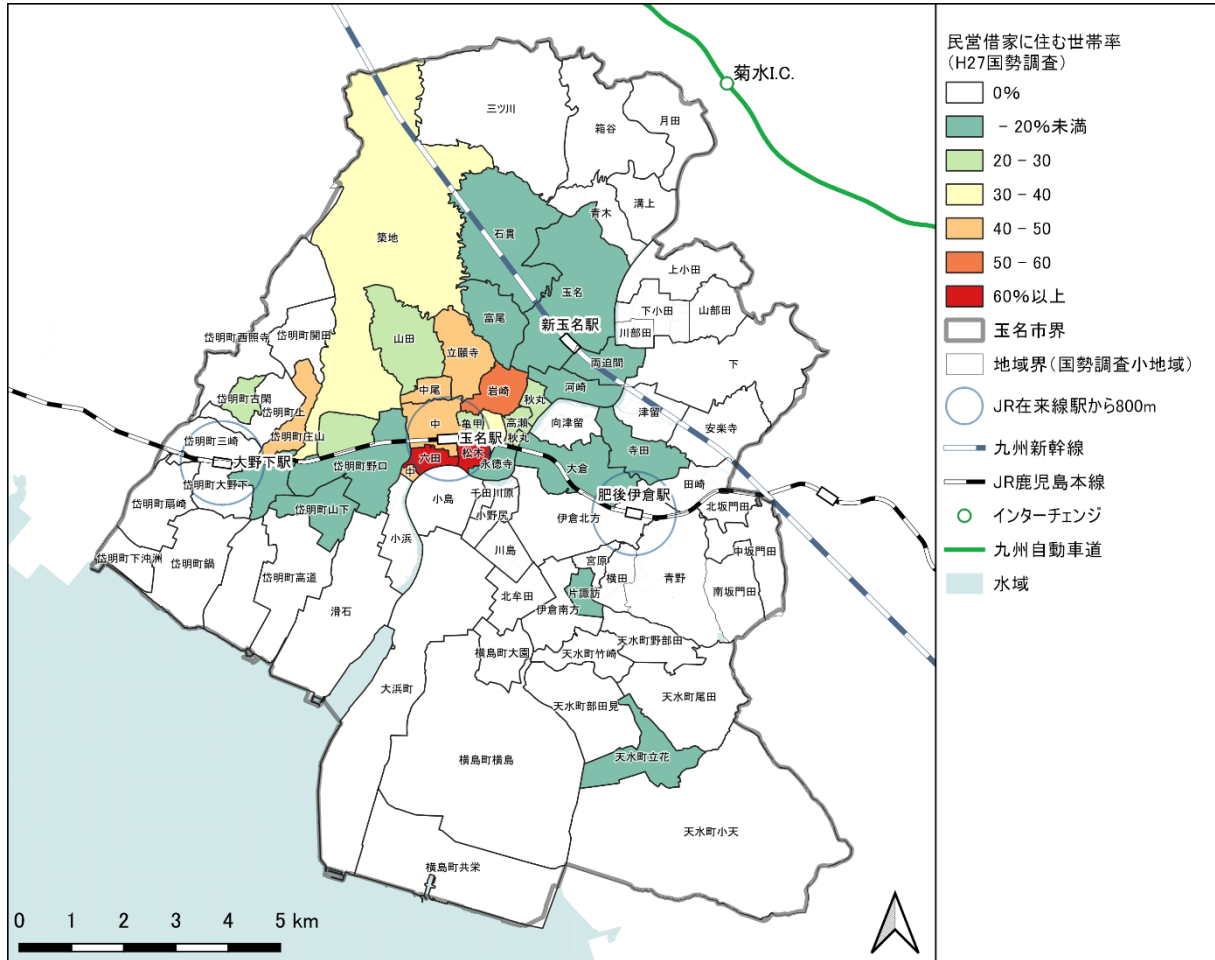 菊水I.C.
三ツ川
箱谷
月田
溝上
青木
築地
石貫
玉名
上小田
下小田
山部田
川部田
新玉名駅
富尾
岱明町西照寺
岱明町開田
山田
立願寺
両迫間
下
岱明町古閑
岱明町上
中尾
岩崎
河崎
秋丸
津留
岱明町庄山
中
亀甲
高瀬
向津留
安楽寺
岱明町三崎
玉名駅
秋丸
大野下駅
岱明町野口
六田
松木
永徳寺
大倉
寺田
岱明町大野下
中
田崎
岱明町扇崎
岱明町山下
小島
千田川原
肥後伊倉駅
北坂門田
小野尻
伊倉北方
小浜
岱明町下沖洲
岱明町鍋
岱明町高道
川島
宮原
中坂門田
横田
青野
滑石
北牟田
片諏訪
伊倉南方
南坂門田
天水町野部田
横島町大園
天水町竹崎
大浜町
天水町部田見
天水町尾田
横島町横島
天水町立花
天水町小天
横島町共栄
0 1 2 3 4 5 km
民営借家に住む世帯率
(H27国勢調査)
0%
- 20%未満
20 - 30
30 - 40
40 - 50
50 - 60
60%以上
玉名市界
地域界(国勢調査小地域)
JR在来線駅から800m
九州新幹線
JR鹿児島本線
インターチェンジ
九州自動車道
水域